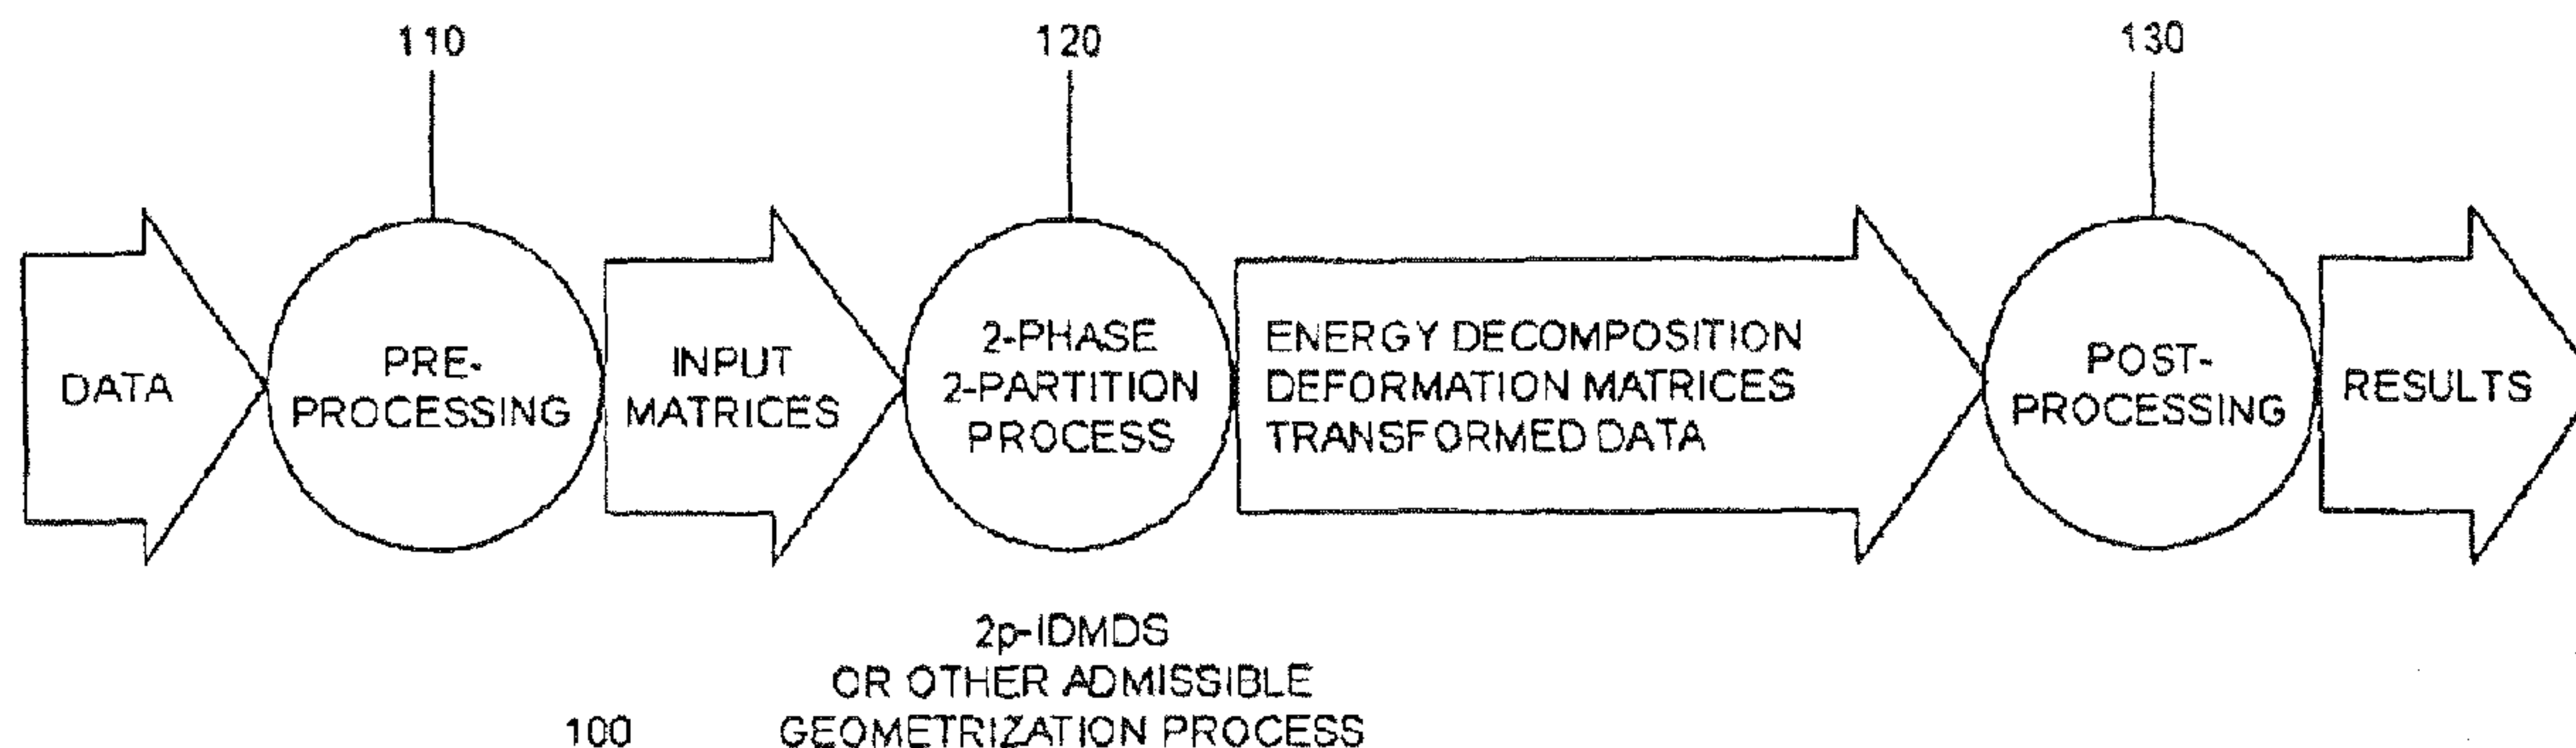 110
120
130
DATA
PRE-
PROCESSING
INPUT
MATRICES
2-PHASE
2-PARTITION
PROCESS
ENERGY DECOMPOSITION
DEFORMATION MATRICES
TRANSFORMED DATA
POST-
PROCESSING
RESULTS
2p-IDMDS
OR OTHER ADMISSIBLE
GEOMETRIZATION PROCESS
100